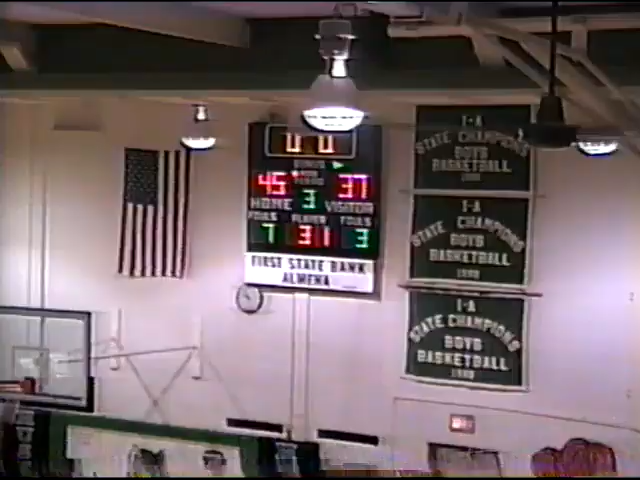 0 0
BONUS
45 37
HOME 3 VISITOR
FOULS PLAYER FOULS
7 31 3
FIRST STATE BANK
ALMENA
1-A
STATE CHAMPIONS
BOYS
BASKETBALL
1-A
STATE CHAMPIONS
BOYS
BASKETBALL
1-A
STATE CHAMPIONS
BOYS
BASKETBALL